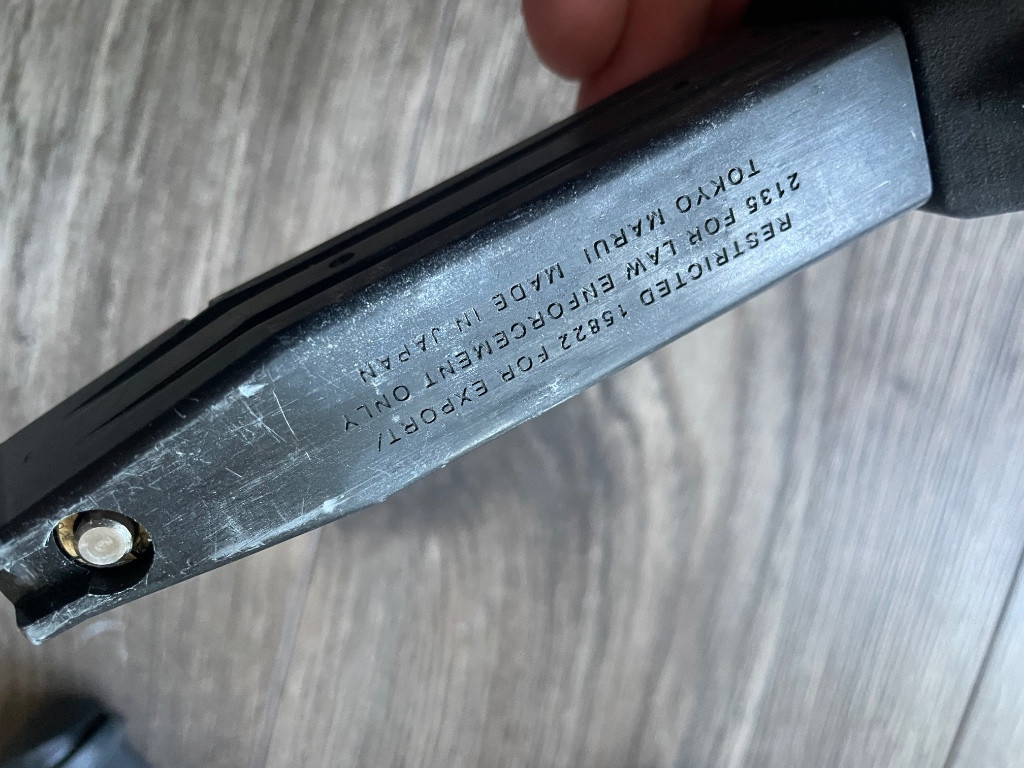 RESTRICTED 15822 FOR EXPORT/
2135 FOR LAW ENFORCEMENT ONLY
TOKYO MARUI MADE IN JAPAN